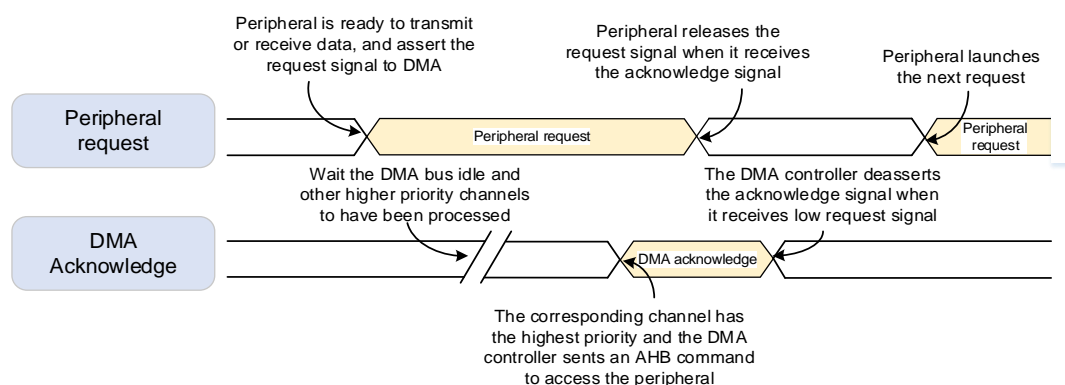 Peripheral is ready to transmit
or receive data, and assert the
request signal to DMA
Peripheral releases the
request signal when it receives
the acknowledge signal
Peripheral launches
the next request
Peripheral
request
Peripheral request
Peripheral
request
Wait the DMA bus idle and
other higher priority channels
to have been processed
The DMA controller deasserts
the acknowledge signal when
it receives low request signal
DMA
Acknowledge
DMA acknowledge
The corresponding channel has
the highest priority and the DMA
controller sents an AHB command
to access the peripheral